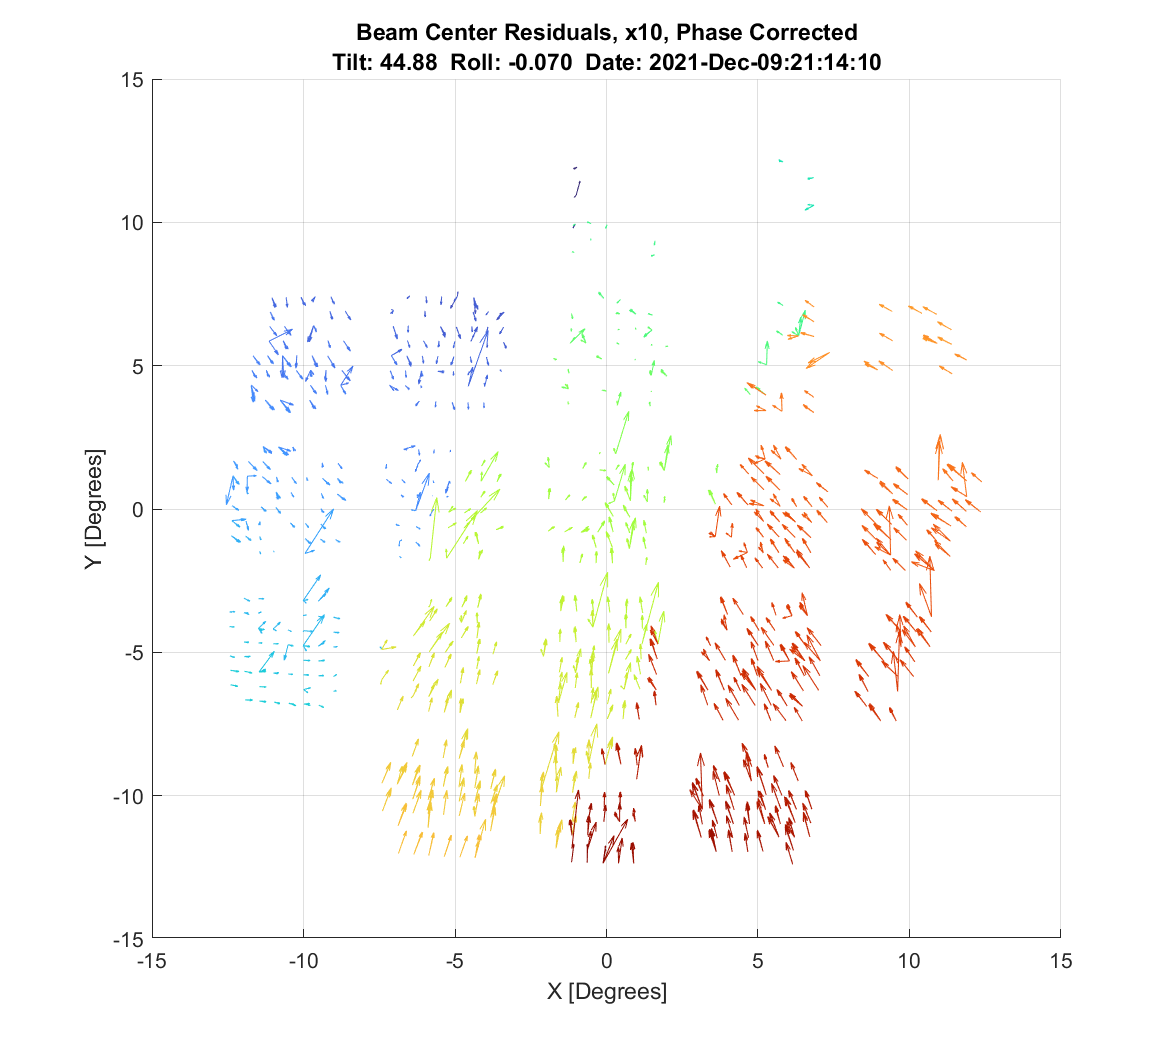 Beam Center Residuals, x10, Phase Corrected
Tilt: 44.88  Roll: -0.070  Date: 2021-Dec-09:21:14:10
15
10
5
0
-5
-10
-15
Y [Degrees]
-15 -10 -5 0 5 10 15
X [Degrees]